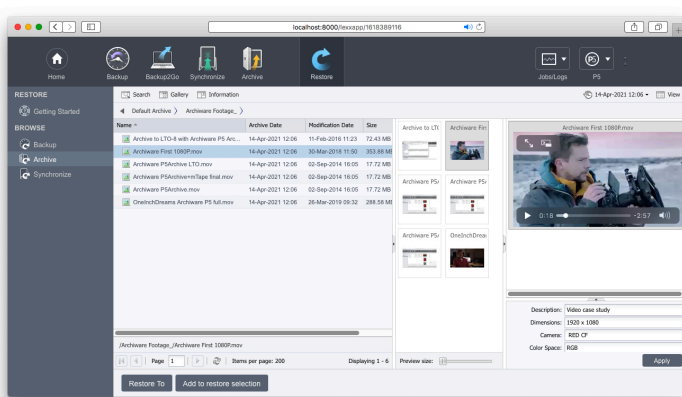 localhost:8000/lexxapp/1618389116
Home
Backup
Backup2Go
Synchronize
Archive
Restore
Jobs/Logs
P5
P5
RESTORE
Getting Started
BROWSE
Backup
Archive
Synchronize
Search
Gallery
Information
14-Apr-2021 12:06
View
Default Archive
Archiware Footage_
Name
Archive Date
Modification Date
Size
Archive to LTO-8 with Archiware P5 Arc...
14-Apr-2021 12:06
11-Feb-2016 11:23
72.43 MB
Archiware First 1080P.mov
14-Apr-2021 12:06
30-Mar-2018 11:50
353.88 MB
Archiware P5Archive LTO.mov
14-Apr-2021 12:06
02-Sep-2014 16:05
17.72 MB
Archiware P5Archive+mTape final.mov
14-Apr-2021 12:06
02-Sep-2014 16:05
17.72 MB
Archiware P5Archive.mov
14-Apr-2021 12:06
02-Sep-2014 16:05
17.72 MB
OneInchDreams Archiware P5 full.mov
14-Apr-2021 12:06
26-Mar-2019 09:32
288.58 MB
Archive to LTO
Archiware Firs
Archiware P5A
Archiware P5A
Archiware P5A
OneInchDrea
Archiware First 1080P.mov
0:18
-2:57
Description:
Video case study
Dimensions:
1920 x 1080
Camera:
RED CF
Color Space:
RGB
Apply
/Archiware Footage_/Archiware First 1080P.mov
Page
1
Items per page: 200
Displaying 1 - 6
Preview size:
Restore To
Add to restore selection